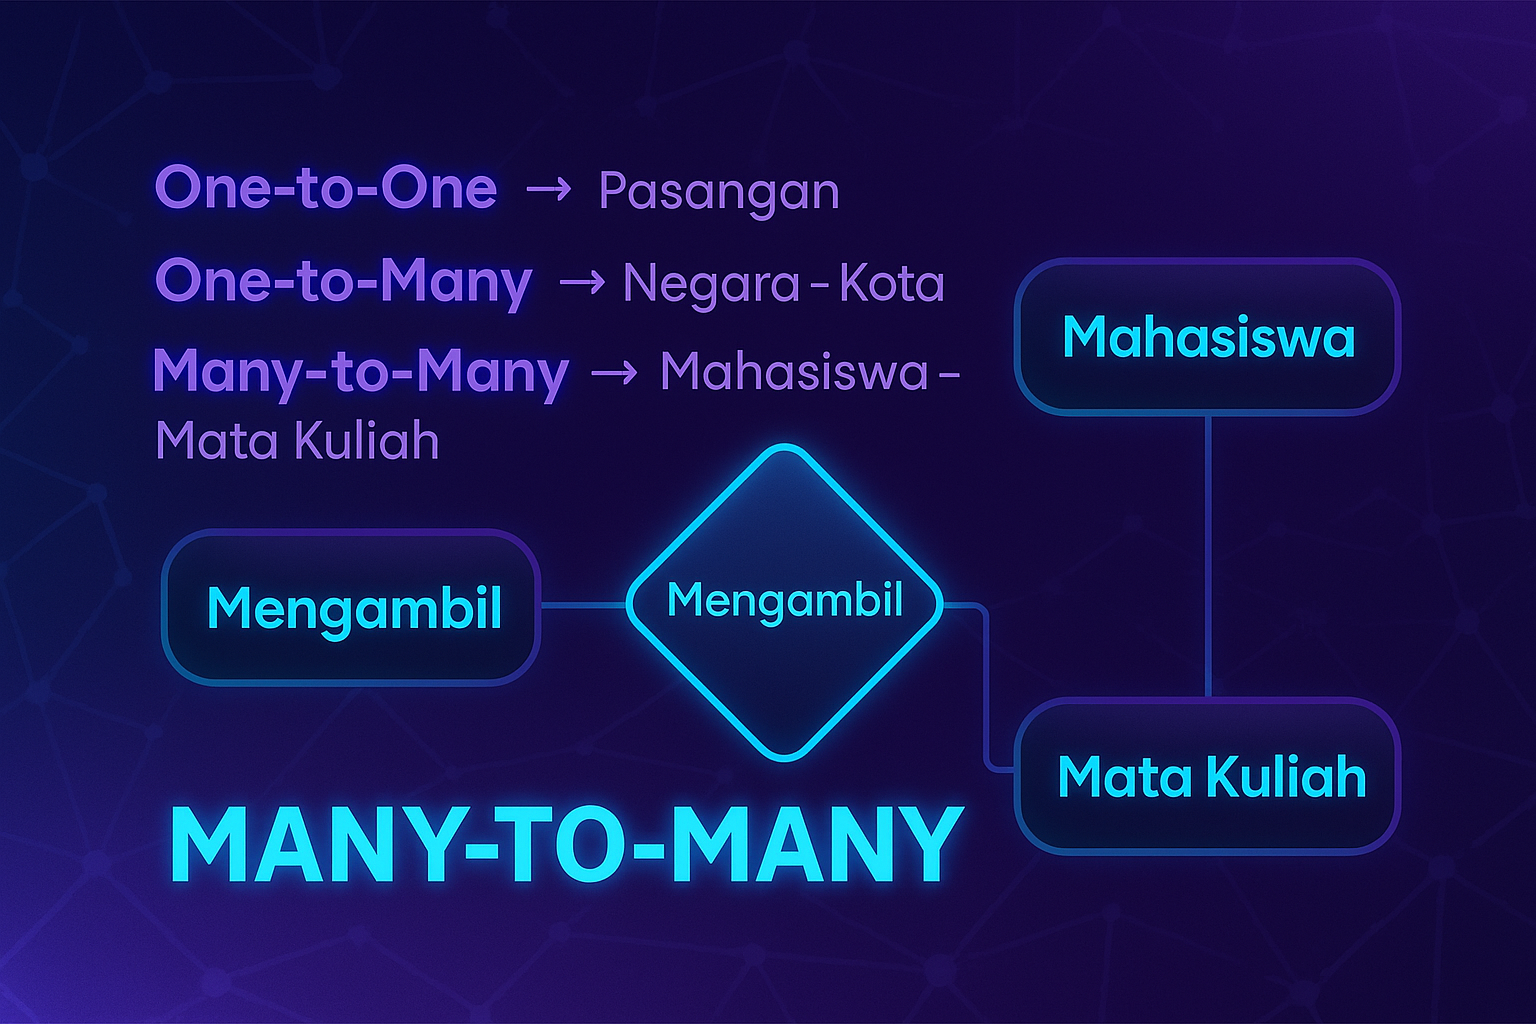 One-to-One → Pasangan
One-to-Many → Negara - Kota
Many-to-Many → Mahasiswa -
Mata Kuliah
Mahasiswa
Mengambil
Mengambil
Mata Kuliah
MANY-TO-MANY